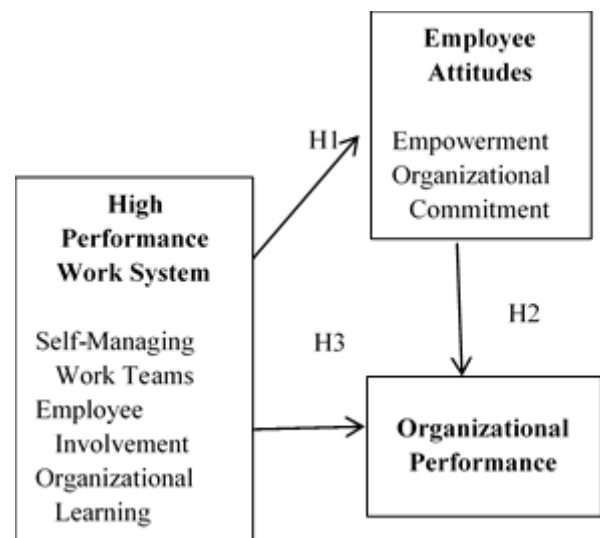 Employee
Attitudes
Empowerment
Organizational
Commitment
H1
High
Performance
Work System
Self-Managing
Work Teams
Employee
Involvement
Organizational
Learning
H3
H2
Organizational
Performance